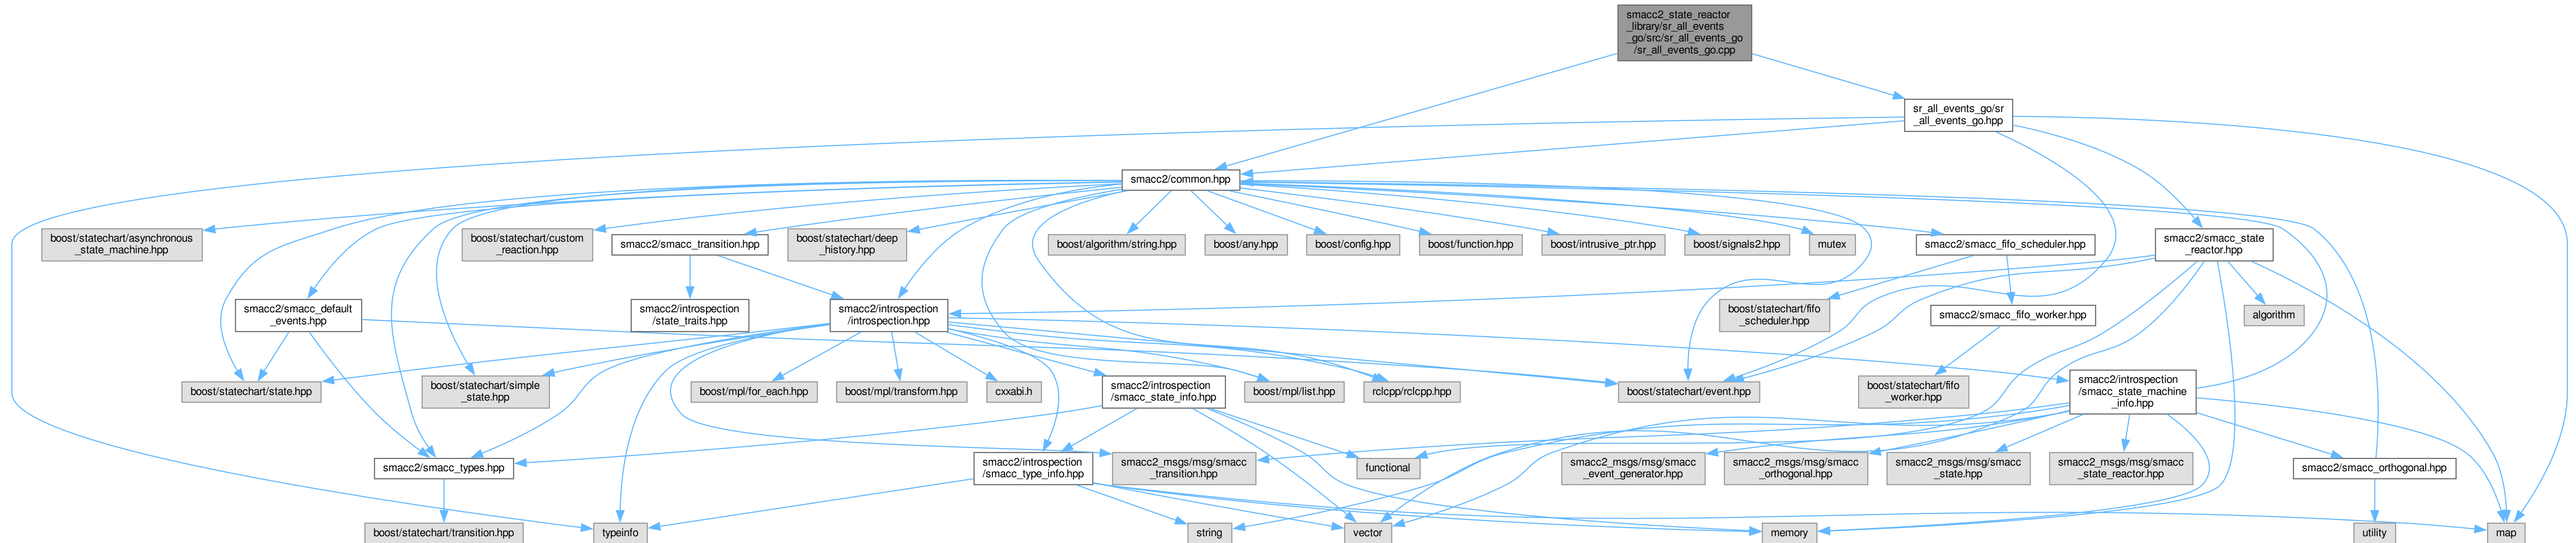 smacc2_state_reactor
_library/sr_all_events
_go/src/sr_all_events_go
/sr_all_events_go.cpp
sr_all_events_go/sr
_all_events_go.hpp
smacc2/common.hpp
boost/statechart/asynchronous
_state_machine.hpp
boost/statechart/custom
_reaction.hpp
smacc2/smacc_transition.hpp
boost/statechart/deep
_history.hpp
boost/algorithm/string.hpp
boost/any.hpp
boost/config.hpp
boost/function.hpp
boost/intrusive_ptr.hpp
boost/signals2.hpp
mutex
smacc2/smacc_fifo_scheduler.hpp
smacc2/smacc_state
_reactor.hpp
smacc2/smacc_default
_events.hpp
smacc2/introspection
/state_traits.hpp
smacc2/introspection
/introspection.hpp
boost/statechart/fifo
_scheduler.hpp
smacc2/smacc_fifo_worker.hpp
algorithm
boost/statechart/state.hpp
boost/statechart/simple
_state.hpp
boost/mpl/for_each.hpp
boost/mpl/transform.hpp
cxxabi.h
smacc2/introspection
/smacc_state_info.hpp
boost/mpl/list.hpp
rclcpp/rclcpp.hpp
boost/statechart/event.hpp
boost/statechart/fifo
_worker.hpp
smacc2/introspection
/smacc_state_machine
_info.hpp
smacc2/smacc_types.hpp
smacc2/introspection
/smacc_type_info.hpp
smacc2_msgs/msg/smacc
_transition.hpp
functional
smacc2_msgs/msg/smacc
_event_generator.hpp
smacc2_msgs/msg/smacc
_orthogonal.hpp
smacc2_msgs/msg/smacc
_state.hpp
smacc2_msgs/msg/smacc
_state_reactor.hpp
smacc2/smacc_orthogonal.hpp
boost/statechart/transition.hpp
typeinfo
string
vector
memory
utility
map